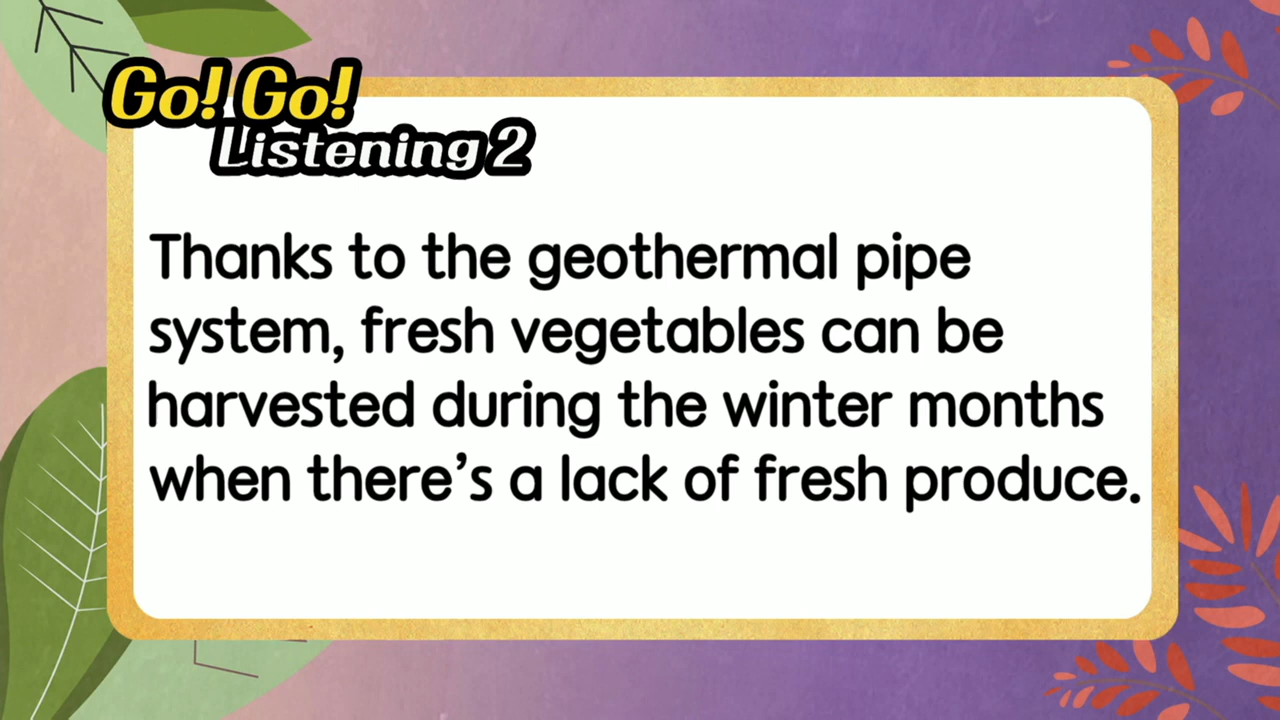 Go! Go!
Listening 2
Thanks to the geothermal pipe
system, fresh vegetables can be
harvested during the winter months
when there's a lack of fresh produce.